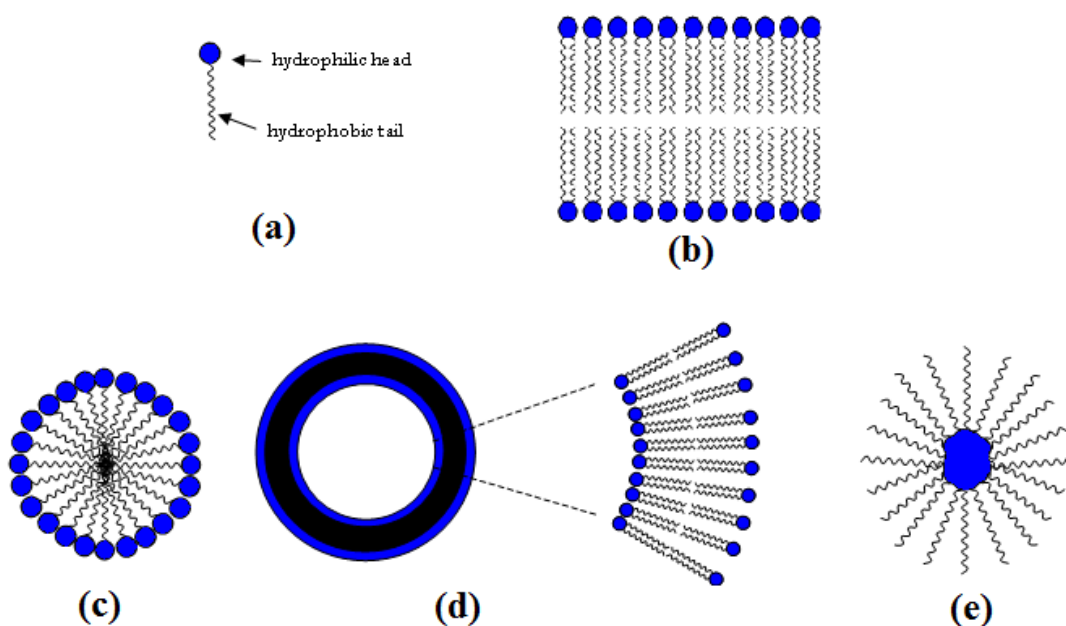 hydrophilic head
hydrophobic tail
(a)
(b)
(c)
(d)
(e)